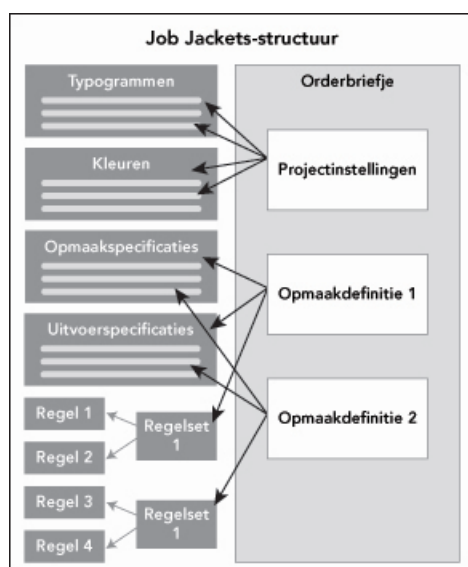 Job Jackets-structuur
Typogrammen
Kleuren
Opmaakspecificaties
Uitvoerspecificaties
Regel 1
Regel 2
Regelset
1
Regel 3
Regel 4
Regelset
1
Orderbriefje
Projectinstellingen
Opmaakdefinitie 1
Opmaakdefinitie 2